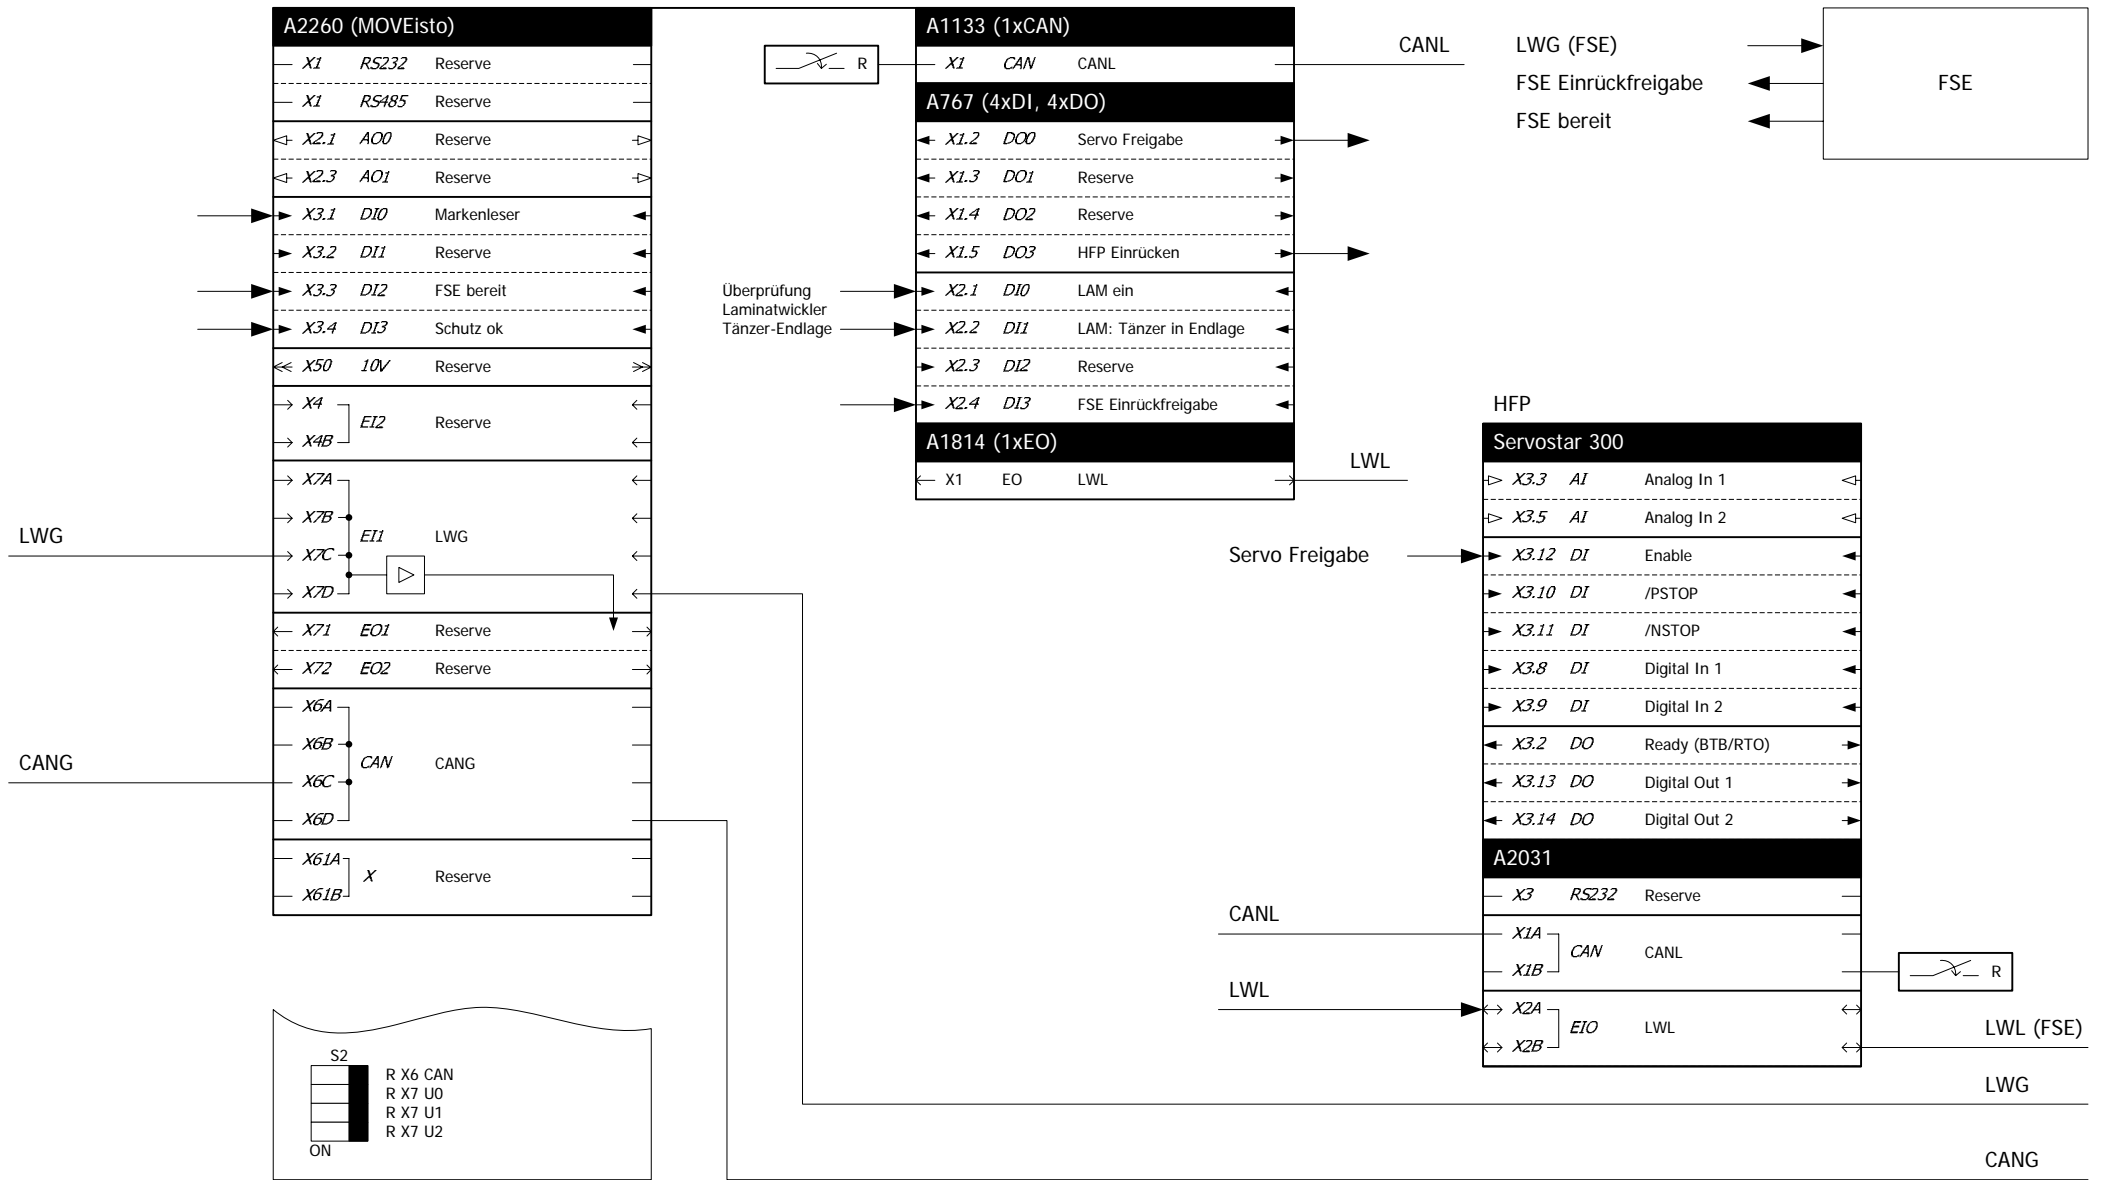 A2260 (MOVEisto)
X1 RS232 Reserve
X1 RS485 Reserve
X2.1 AO0 Reserve
X2.3 AO1 Reserve
X3.1 DI0 Markenleser
X3.2 DI1 Reserve
X3.3 DI2 FSE bereit
X3.4 DI3 Schutz ok
X50 10V Reserve
X4
EI2 Reserve
X4B
X7A
X7B
LWG
EI1 LWG
X7C
X7D
X71 EO1 Reserve
X72 EO2 Reserve
X6A
X6B
CANG
CAN CANG
X6C
X6D
X61A
X Reserve
X61B
S2
R X6 CAN
R X7 U0
R X7 U1
R X7 U2
ON
A1133 (1xCAN)
R
X1 CAN CANL
CANL
A767 (4xDI, 4xDO)
X1.2 DO0 Servo Freigabe
X1.3 DO1 Reserve
X1.4 DO2 Reserve
X1.5 DO3 HFP Einrücken
Überprüfung
Laminatwickler
Tänzer-Endlage
X2.1 DI0 LAM ein
X2.2 DI1 LAM: Tänzer in Endlage
X2.3 DI2 Reserve
X2.4 DI3 FSE Einrückfreigabe
A1814 (1xEO)
X1 EO LWL
LWL
LWG (FSE)
FSE Einrückfreigabe
FSE bereit
FSE
HFP
Servostar 300
X3.3 AI Analog In 1
X3.5 AI Analog In 2
Servo Freigabe
X3.12 DI Enable
X3.10 DI /PSTOP
X3.11 DI /NSTOP
X3.8 DI Digital In 1
X3.9 DI Digital In 2
X3.2 DO Ready (BTB/RTO)
X3.13 DO Digital Out 1
X3.14 DO Digital Out 2
A2031
X3 RS232 Reserve
CANL
X1A
CAN CANL
X1B
R
LWL
X2A
EIO LWL
X2B
LWL (FSE)
LWG
CANG